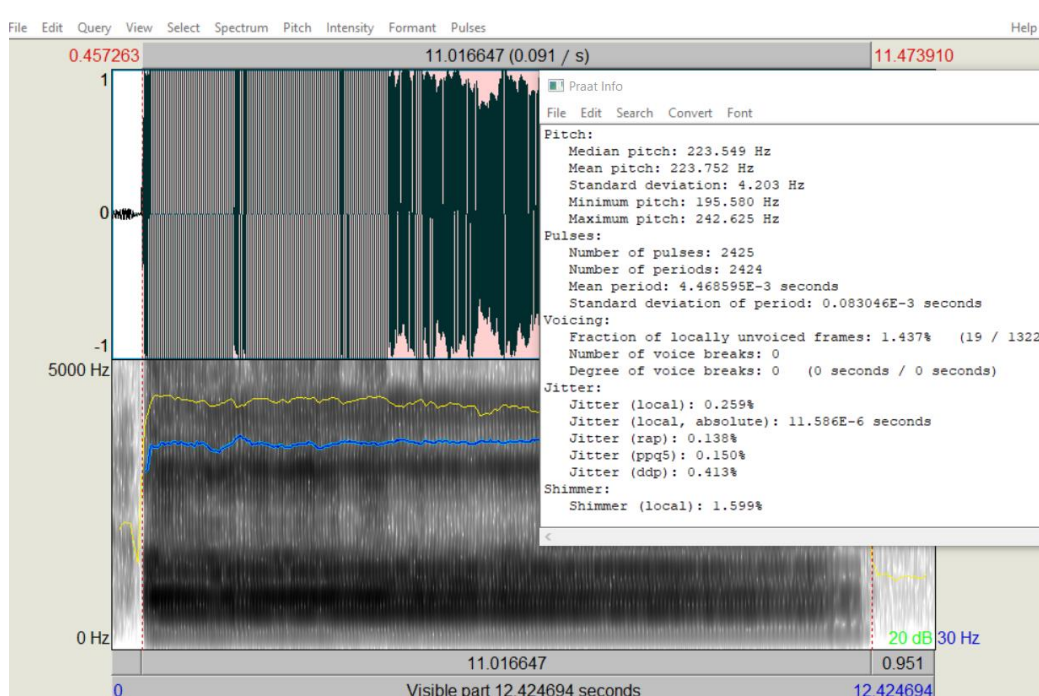 File Edit Query View Select Spectrum Pitch Intensity Formant Pulses Help
0.457263 11.016647 (0.091 / s) 11.473910
1
0
-1
5000 Hz
0 Hz
20 dB 30 Hz
11.016647 0.951
0 Visible part 12.424694 seconds 12.424694
Praat Info
File Edit Search Convert Font
Pitch:
Median pitch: 223.549 Hz
Mean pitch: 223.752 Hz
Standard deviation: 4.203 Hz
Minimum pitch: 195.580 Hz
Maximum pitch: 242.625 Hz
Pulses:
Number of pulses: 2425
Number of periods: 2424
Mean period: 4.468595E-3 seconds
Standard deviation of period: 0.083046E-3 seconds
Voicing:
Fraction of locally unvoiced frames: 1.437% (19 / 1322
Number of voice breaks: 0
Degree of voice breaks: 0 (0 seconds / 0 seconds)
Jitter:
Jitter (local): 0.259%
Jitter (local, absolute): 11.586E-6 seconds
Jitter (rap): 0.138%
Jitter (ppq5): 0.150%
Jitter (ddp): 0.413%
Shimmer:
Shimmer (local): 1.599%